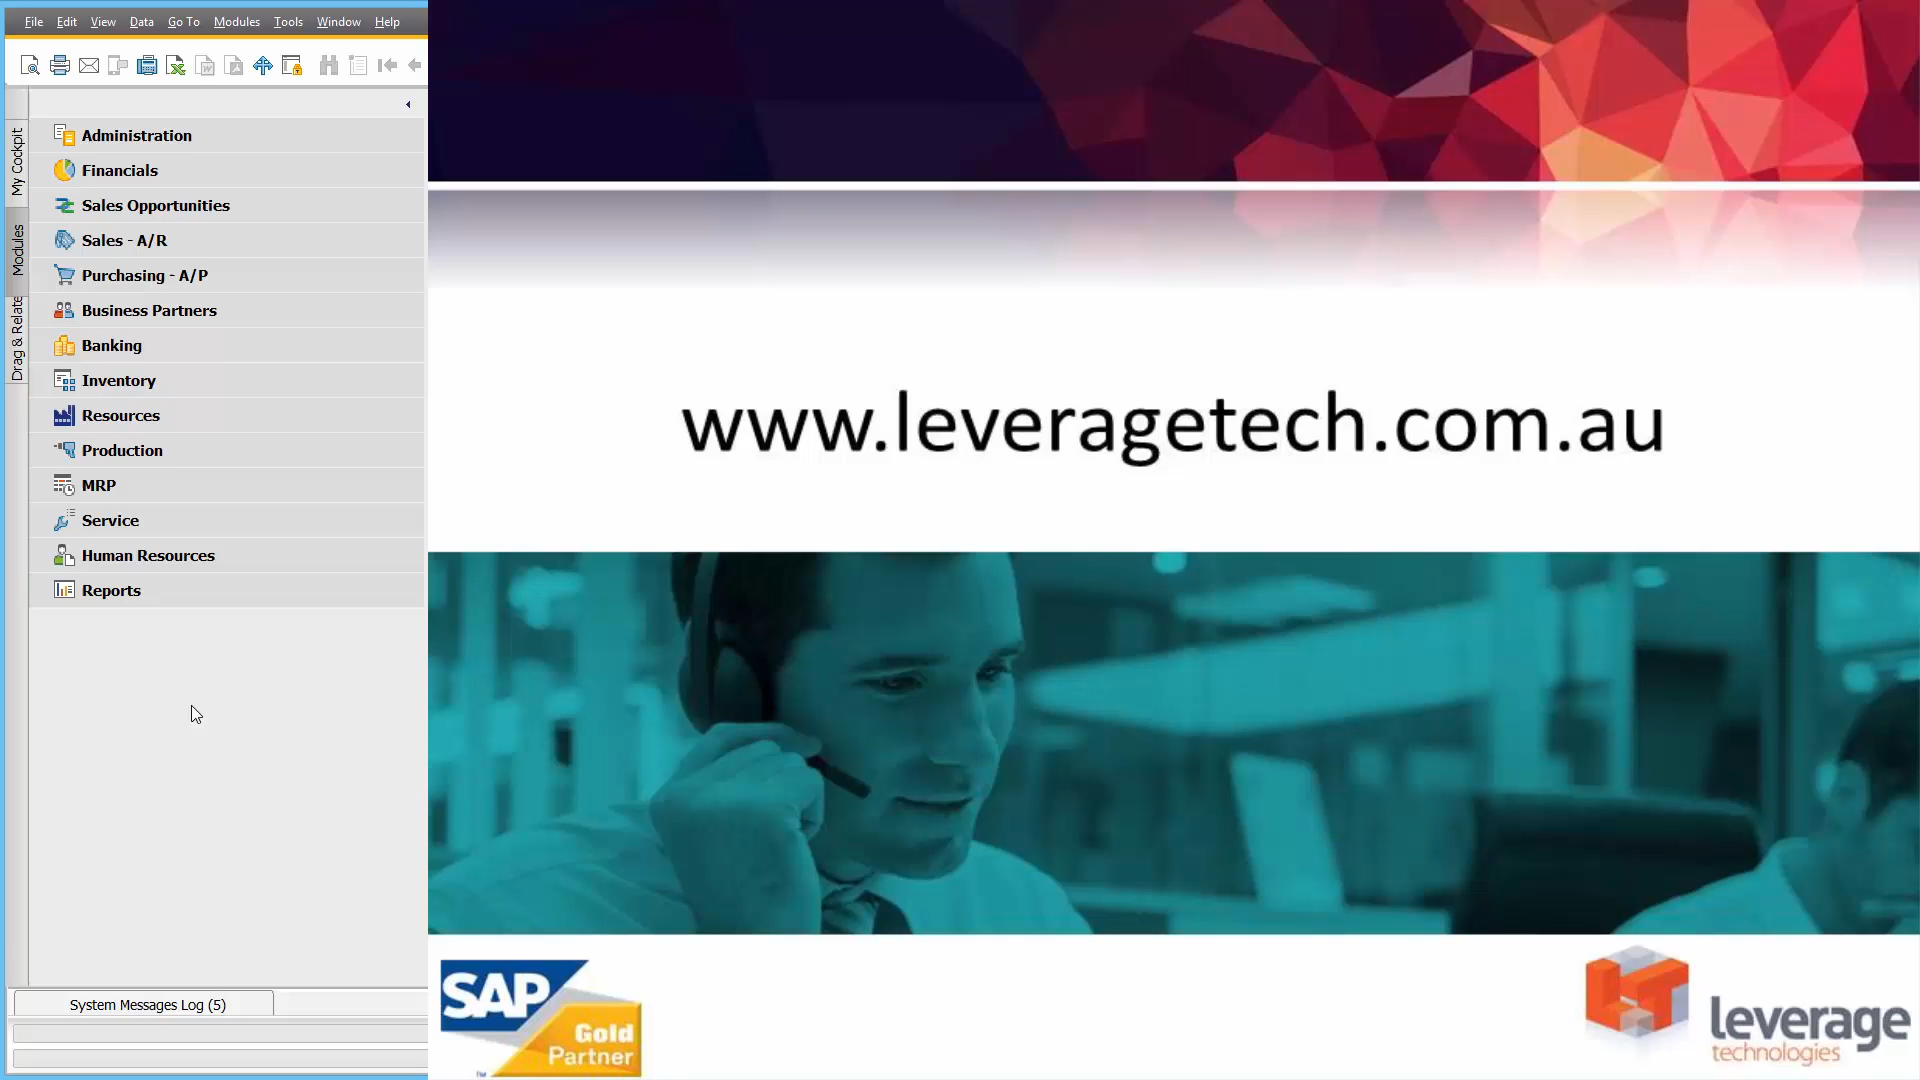 File Edit View Data Go To Modules Tools Window Help
My Cockpit
Modules
Drag & Relate
Administration
Financials
Sales Opportunities
Sales - A/R
Purchasing - A/P
Business Partners
Banking
Inventory
Resources
Production
MRP
Service
Human Resources
Reports
System Messages Log (5)
www.leveragetech.com.au
SAP
Gold
Partner
™
LT
leverage
technologies